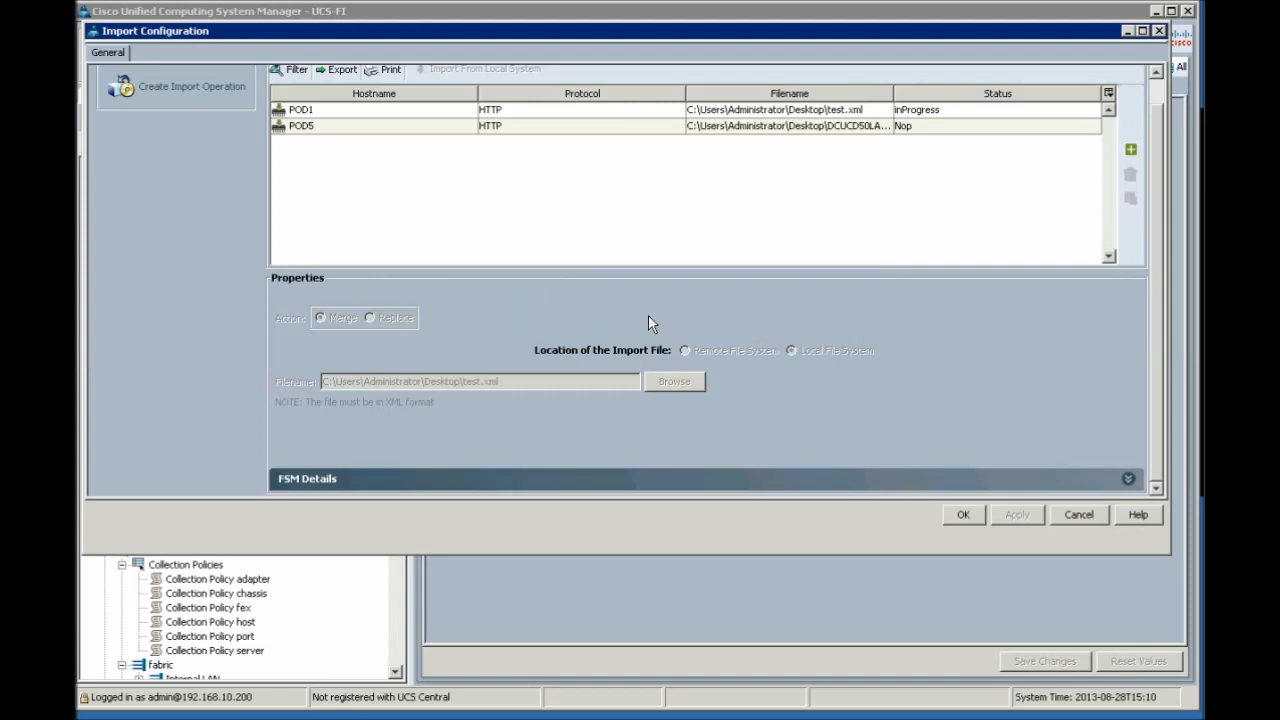 Cisco Unified Computing System Manager - UCS-FI
Import Configuration
CISCO
General
All
Create Import Operation
Filter Export Print Import From Local System
Hostname Protocol Filename Status
POD1 HTTP C:\Users\Administrator\Desktop\test.xml inProgress
POD5 HTTP C:\Users\Administrator\Desktop\DCUCD50LA... Nop
Properties
Action: Merge Replace
Location of the Import File: Remote File System Local File System
Filename: C:\Users\Administrator\Desktop\test.xml Browse
NOTE: The file must be in XML format
FSM Details
OK Apply Cancel Help
Collection Policies
Collection Policy adapter
Collection Policy chassis
Collection Policy fex
Collection Policy host
Collection Policy port
Collection Policy server
fabric
Internal LAN
Save Changes Reset Values
Logged in as admin@192.168.10.200 Not registered with UCS Central System Time: 2013-08-28T15:10